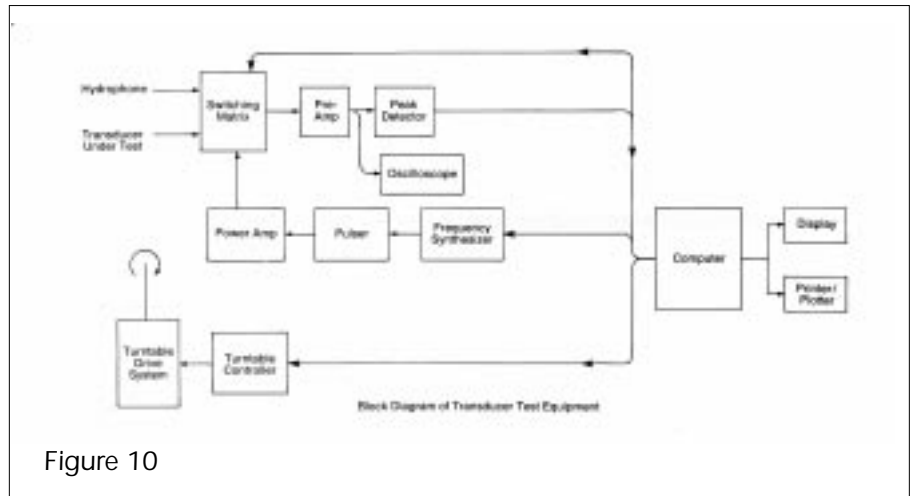 Hydrophone
Transducer
Under Test
Switching
Matrix
Pre-
Amp
Peak
Detector
Oscilloscope
Power Amp
Pulser
Frequency
Synthesizer
Computer
Display
Printer/
Plotter
Turntable
Drive
System
Turntable
Controller
Block Diagram of Transducer Test Equipment
Figure 10